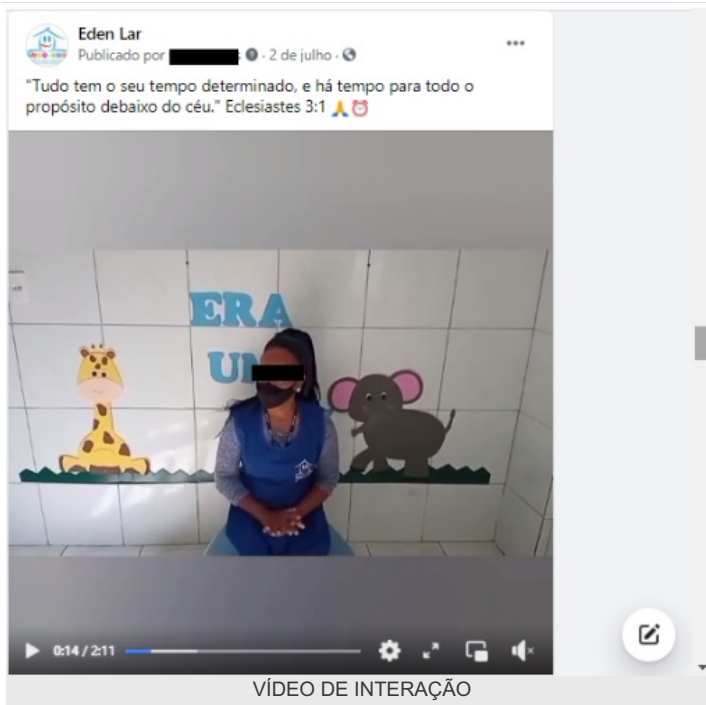 Eden Lar
Publicado por · 2 de julho ·
"Tudo tem o seu tempo determinado, e há tempo para todo o
propósito debaixo do céu." Eclesiastes 3:1 🙏⏰
ERA
0:14 / 2:11
VÍDEO DE INTERAÇÃO